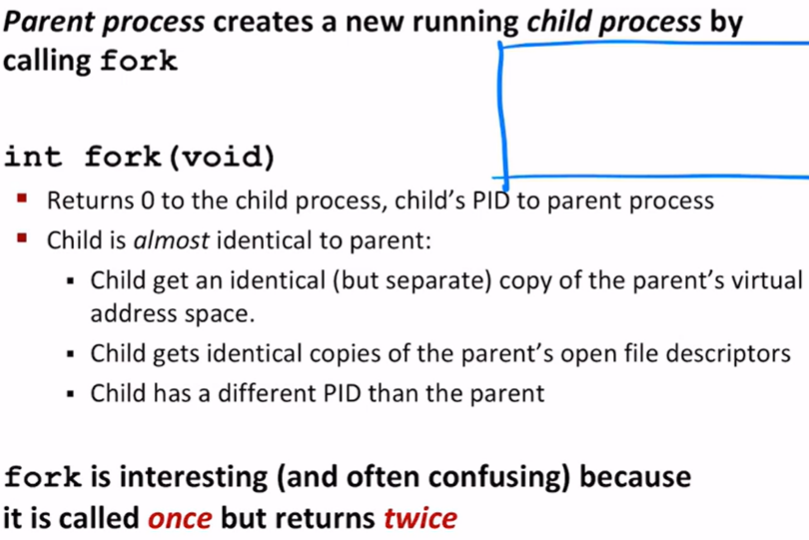 Parent process creates a new running child process by
calling fork
int fork(void)
▪ Returns 0 to the child process, child's PID to parent process
▪ Child is almost identical to parent:
▪ Child get an identical (but separate) copy of the parent's virtual
address space.
▪ Child gets identical copies of the parent's open file descriptors
▪ Child has a different PID than the parent
fork is interesting (and often confusing) because
it is called once but returns twice